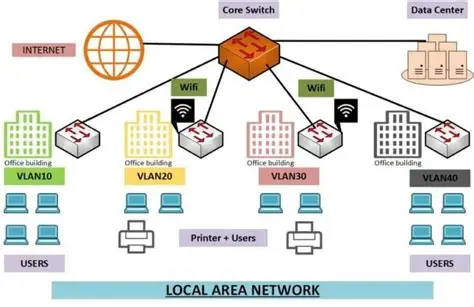 Core Switch
Data Center
INTERNET
Wifi
Wifi
Office building
Office building
Office building
Office building
VLAN10
VLAN20
VLAN30
VLAN40
Printer + Users
USERS
USERS
LOCAL AREA NETWORK